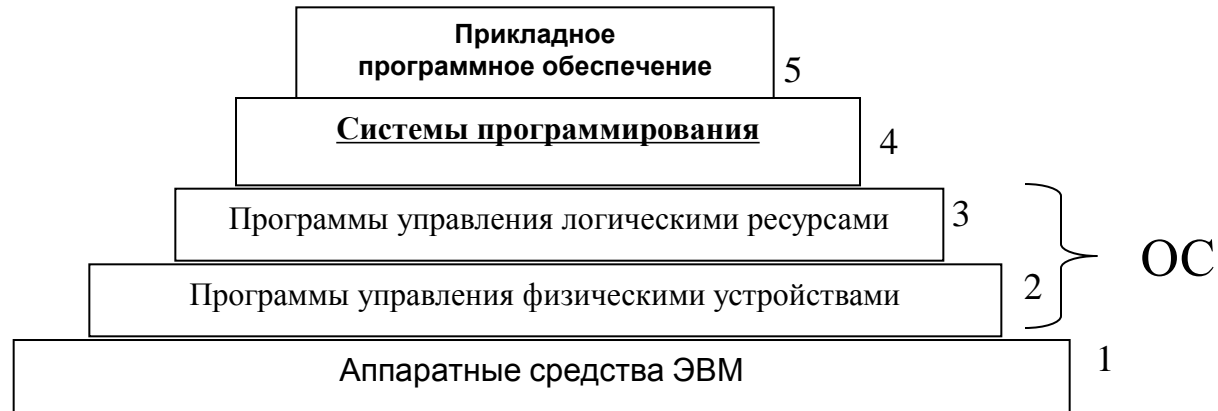 Прикладное
программное обеспечение
5
Системы программирования
4
Программы управления логическими ресурсами
3
ОС
Программы управления физическими устройствами
2
Аппаратные средства ЭВМ
1